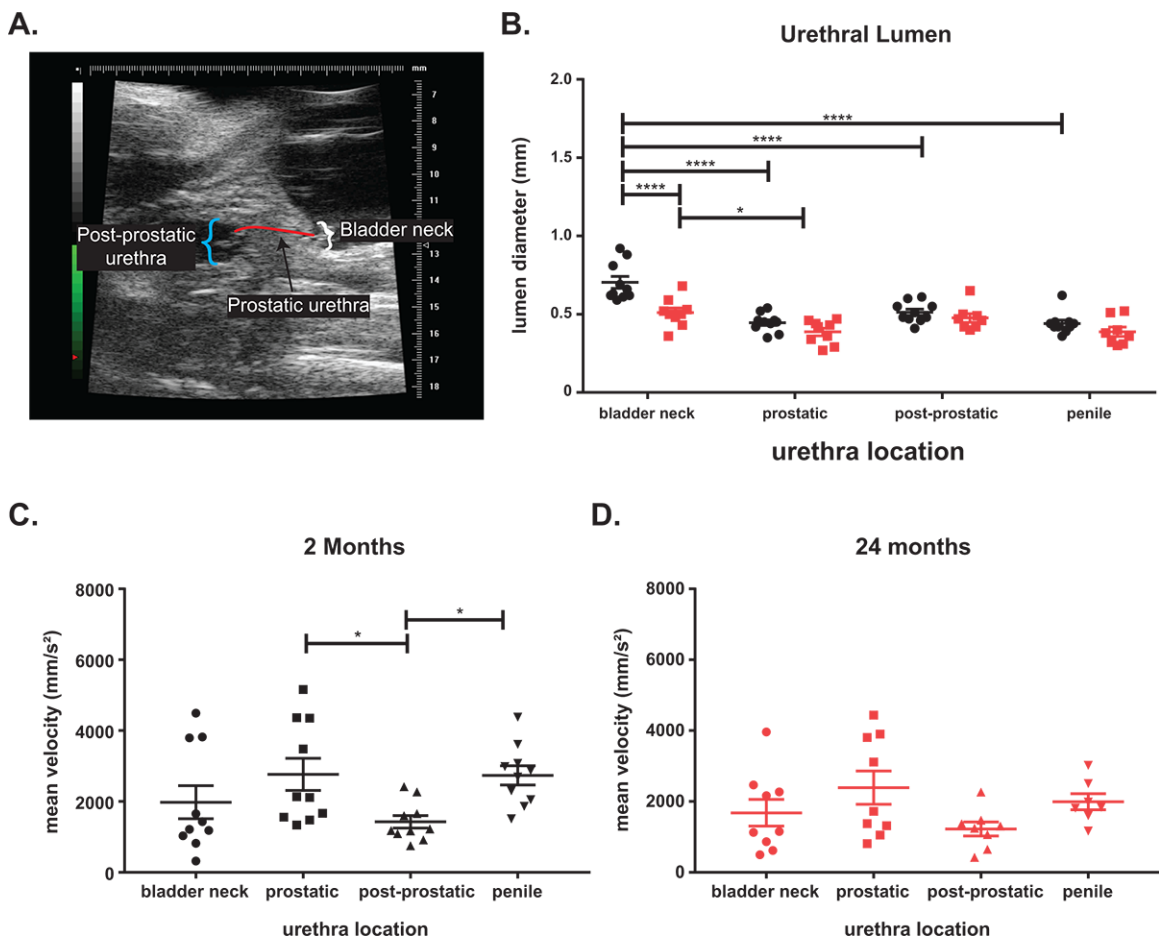 A.
mm
7
8
9
10
11
13
14
15
16
17
18
Post-prostatic
urethra
Bladder neck
Prostatic urethra
B.
Urethral Lumen
2.0
1.5
1.0
0.5
0
lumen diameter (mm)
****
****
****
****
*
bladder neck
prostatic
post-prostatic
penile
urethra location
C.
2 Months
8000
6000
4000
2000
0
mean velocity (mm/s²)
*
*
bladder neck
prostatic
post-prostatic
penile
urethra location
D.
24 months
8000
6000
4000
2000
0
mean velocity (mm/s²)
bladder neck
prostatic
post-prostatic
penile
urethra location